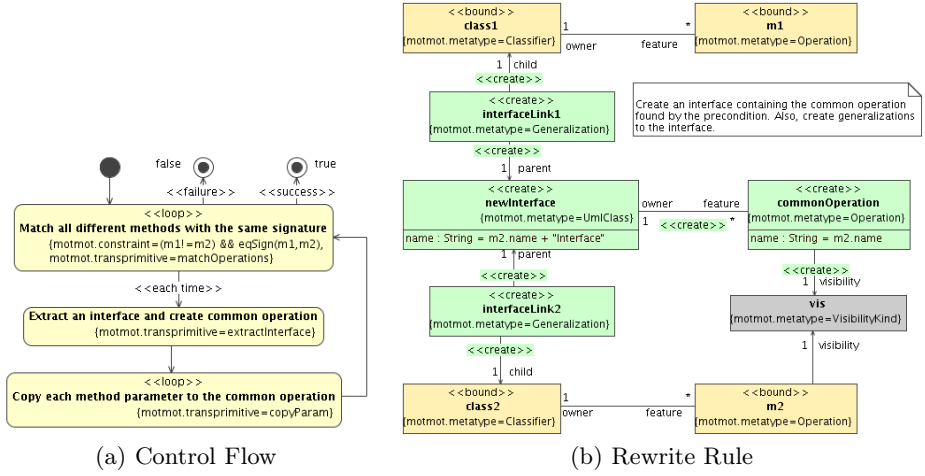 false
true
<<failure>>
<<success>>
<<loop>>
Match all different methods with the same signature
{motmot.constraint=(m1!=m2) && eqSign(m1,m2),
motmot.transprimitive=matchOperations}
<<each time>>
Extract an interface and create common operation
{motmot.transprimitive=extractInterface}
<<loop>>
Copy each method parameter to the common operation
{motmot.transprimitive=copyParam}
(a) Control Flow
<<bound>>
class1
{motmot.metatype=Classifier}
1
owner
*
feature
<<bound>>
m1
{motmot.metatype=Operation}
1 child
<<create>>
<<create>>
interfaceLink1
{motmot.metatype=Generalization}
<<create>>
1 parent
Create an interface containing the common operation
found by the precondition. Also, create generalizations
to the interface.
<<create>>
newInterface
{motmot.metatype=UmlClass}
name : String = m2.name + "Interface"
owner
feature
1
*
<<create>>
<<create>>
commonOperation
{motmot.metatype=Operation}
name : String = m2.name
1 parent
<<create>>
<<create>>
interfaceLink2
{motmot.metatype=Generalization}
<<create>>
1 child
<<create>>
1 visibility
vis
{motmot.metatype=VisibilityKind}
1 visibility
<<bound>>
class2
{motmot.metatype=Classifier}
1
owner
*
feature
<<bound>>
m2
{motmot.metatype=Operation}
(b) Rewrite Rule